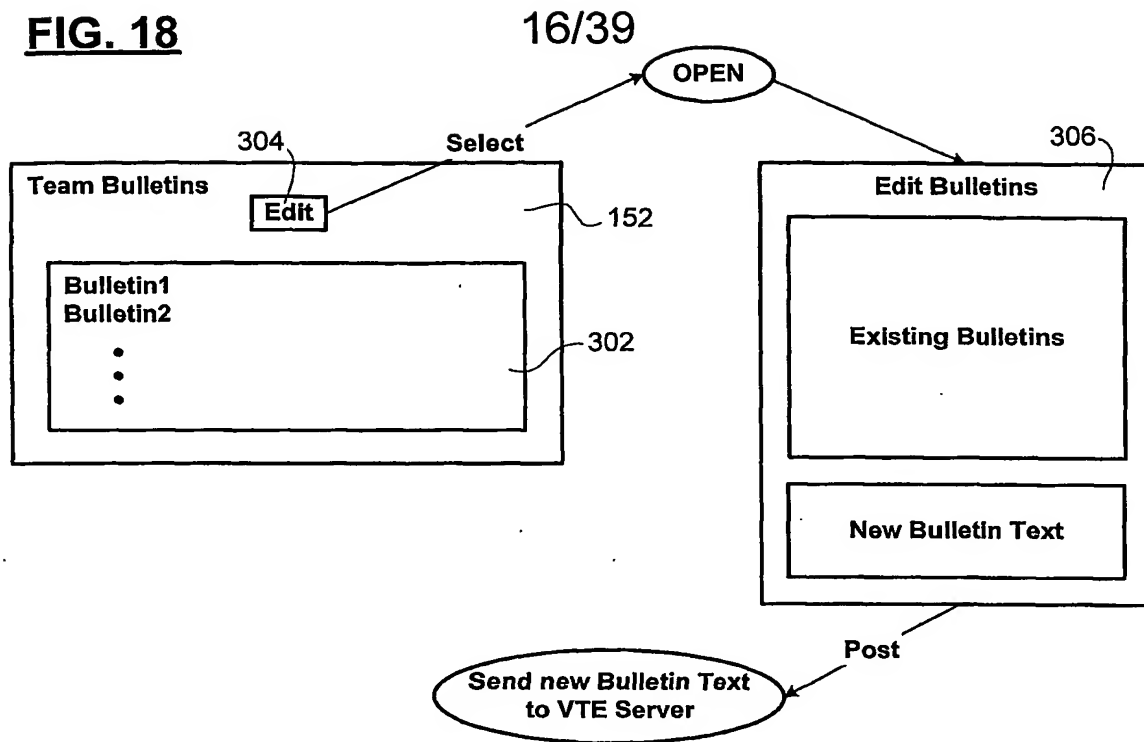 FIG. 18
16/39
OPEN
Select
304
306
Team Bulletins
Edit
152
Edit Bulletins
Bulletin1
Bulletin2
302
Existing Bulletins
New Bulletin Text
Post
Send new Bulletin Text
to VTE Server